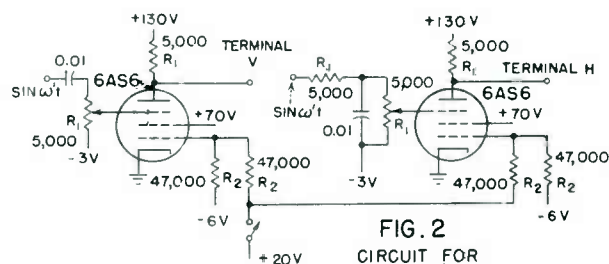 +130V
5,000
R₁
TERMINAL
V
0.01
6AS6
SIN ω't
R₁
5,000
-3V
+70V
47,000
R₂
-6V
47,000
R₂
+20V
+130V
5,000
R₁
TERMINAL H
R₁
5,000
SIN ω't
0.01
5,000
R₁
6AS6
-3V
+70V
47,000
R₂
47,000
R₂
-6V
FIG. 2
CIRCUIT FOR